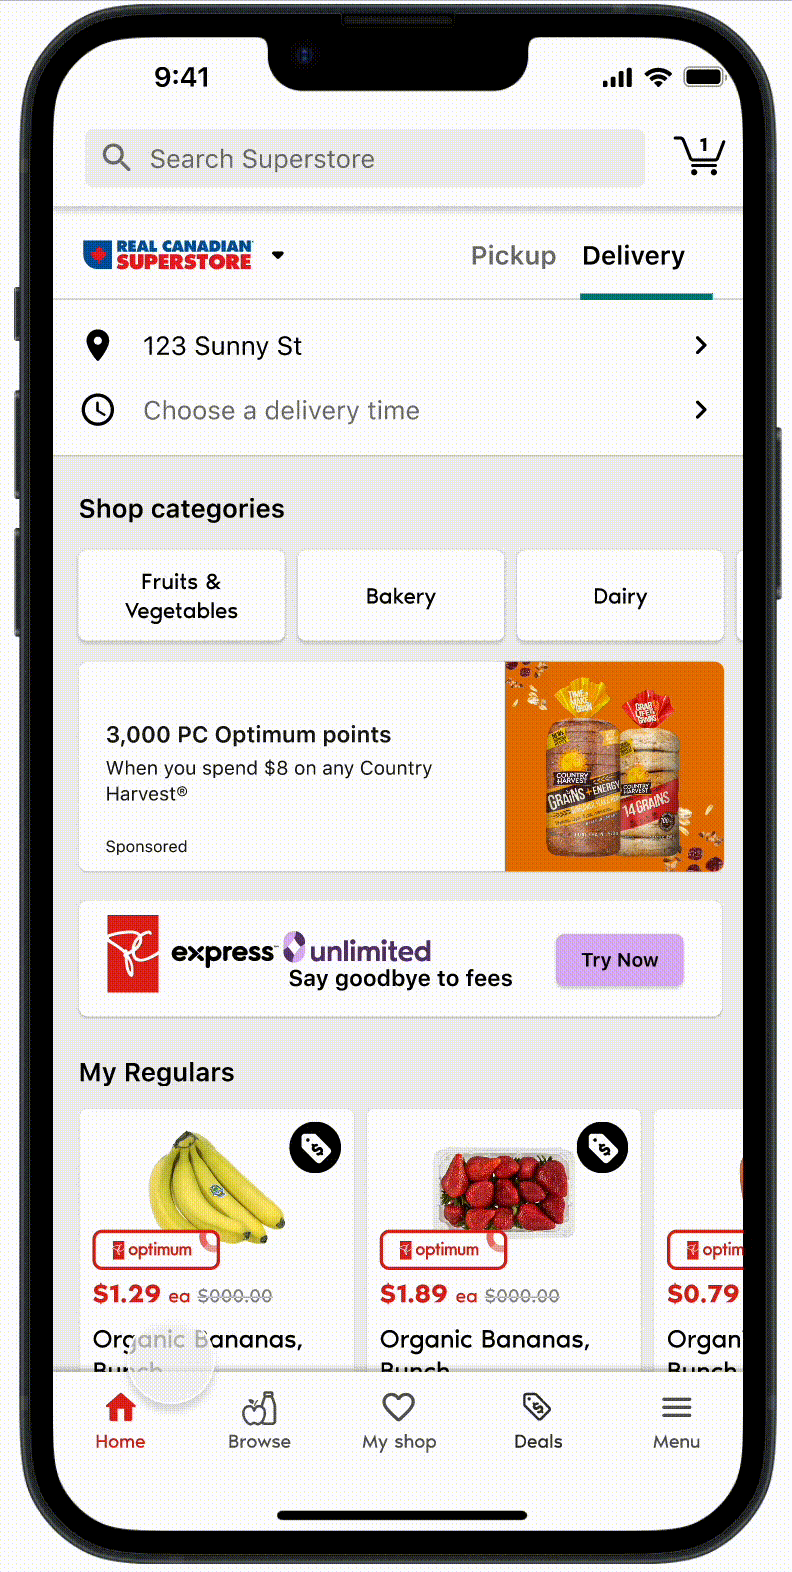 9:41
Search Superstore
1
REAL CANADIAN
SUPERSTORE
Pickup Delivery
123 Sunny St
Choose a delivery time
Shop categories
Fruits &
Vegetables
Bakery
Dairy
3,000 PC Optimum points
When you spend $8 on any Country
Harvest®
Sponsored
COUNTRY
HARVEST
GRAINS + ENERGY
COUNTRY
HARVEST
14 GRAINS
PC express unlimited
Say goodbye to fees
Try Now
My Regulars
optimum
optimum
optim
$1.29 ea $000.00
$1.89 ea $000.00
$0.79
Organic Bananas,
Bunch
Organic Bananas,
Bunch
Organ
Home
Browse
My shop
Deals
Menu